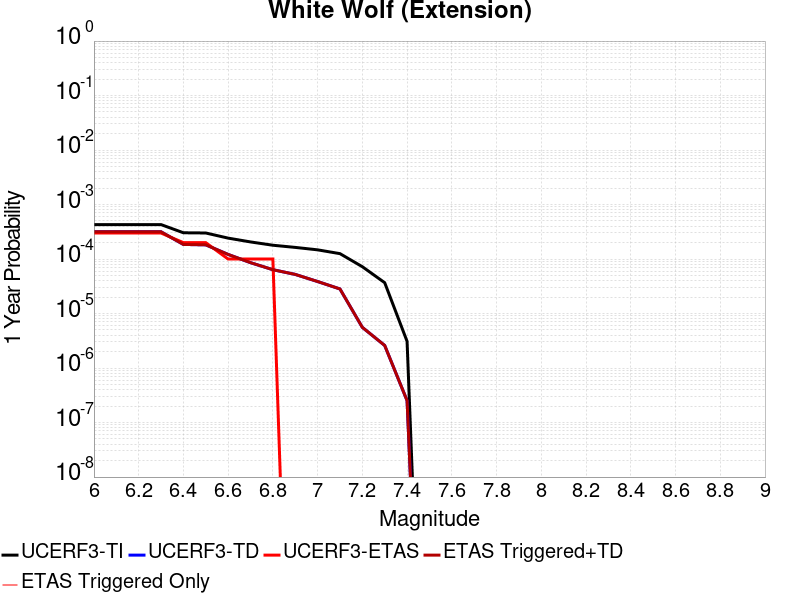 White Wolf (Extension)
10^0
10^-1
10^-2
10^-3
10^-4
10^-5
10^-6
10^-7
10^-8
1 Year Probability
6 6.2 6.4 6.6 6.8 7 7.2 7.4 7.6 7.8 8 8.2 8.4 8.6 8.8 9
Magnitude
UCERF3-TI UCERF3-TD UCERF3-ETAS ETAS Triggered+TD
ETAS Triggered Only